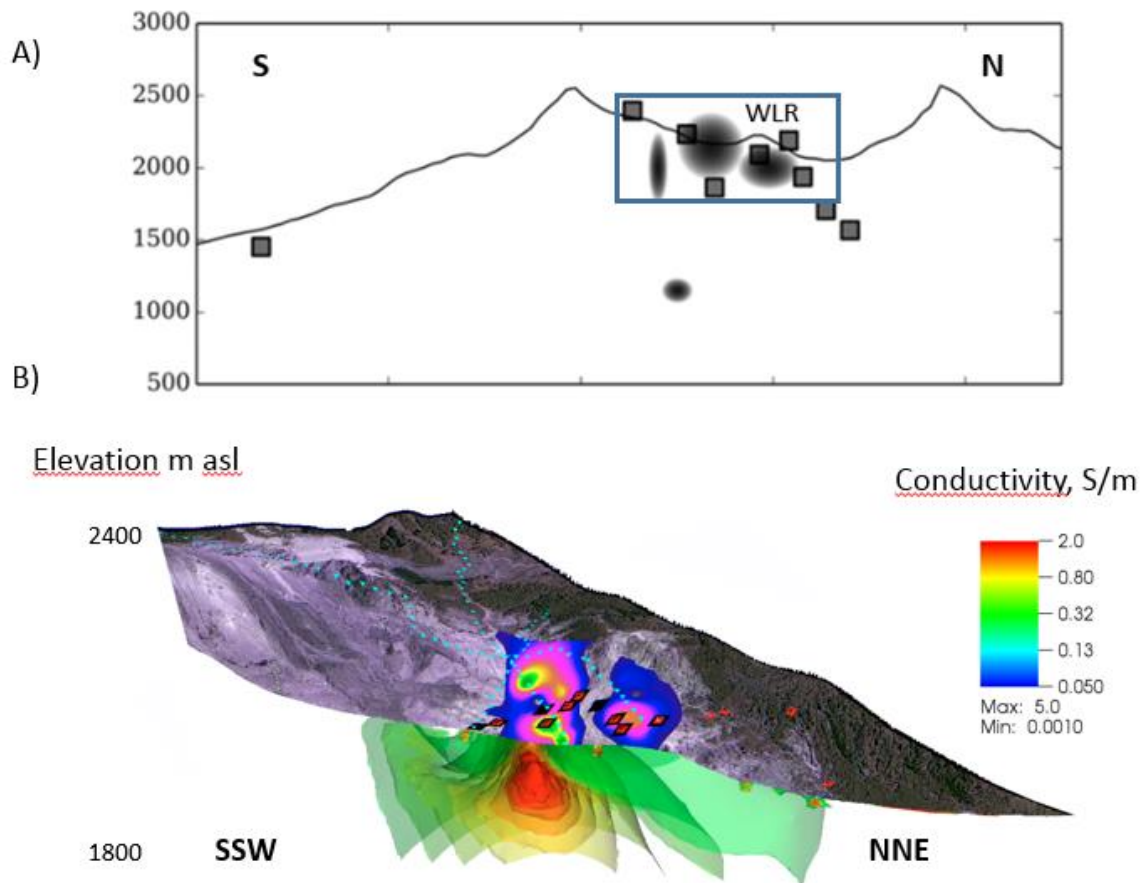 A)
3000
2500
2000
1500
1000
500
S
N
WLR
B)
Elevation m asl
Conductivity, S/m
2400
2.0
0.80
0.32
0.13
0.050
Max: 5.0
Min: 0.0010
1800
SSW
NNE